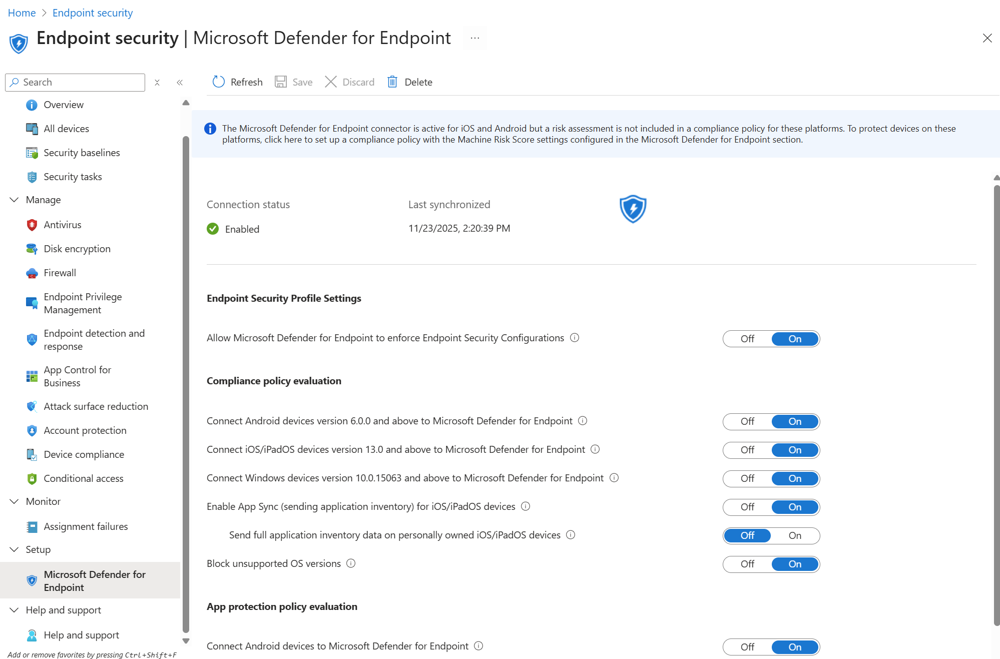 Home > Endpoint security
Endpoint security | Microsoft Defender for Endpoint ...
Search
Refresh Save Discard Delete
Overview
All devices
Security baselines
Security tasks
Manage
Antivirus
Disk encryption
Firewall
Endpoint Privilege
Management
Endpoint detection and
response
App Control for
Business
Attack surface reduction
Account protection
Device compliance
Conditional access
Monitor
Assignment failures
Setup
Microsoft Defender for
Endpoint
Help and support
Help and support
Add or remove favorites by pressing Ctrl+Shift+F
The Microsoft Defender for Endpoint connector is active for iOS and Android but a risk assessment is not included in a compliance policy for these platforms. To protect devices on these
platforms, click here to set up a compliance policy with the Machine Risk Score settings configured in the Microsoft Defender for Endpoint section.
Connection status Last synchronized
Enabled 11/23/2025, 2:20:39 PM
Endpoint Security Profile Settings
Allow Microsoft Defender for Endpoint to enforce Endpoint Security Configurations Off On
Compliance policy evaluation
Connect Android devices version 6.0.0 and above to Microsoft Defender for Endpoint Off On
Connect iOS/iPadOS devices version 13.0 and above to Microsoft Defender for Endpoint Off On
Connect Windows devices version 10.0.15063 and above to Microsoft Defender for Endpoint Off On
Enable App Sync (sending application inventory) for iOS/iPadOS devices Off On
Send full application inventory data on personally owned iOS/iPadOS devices Off On
Block unsupported OS versions Off On
App protection policy evaluation
Connect Android devices to Microsoft Defender for Endpoint Off On